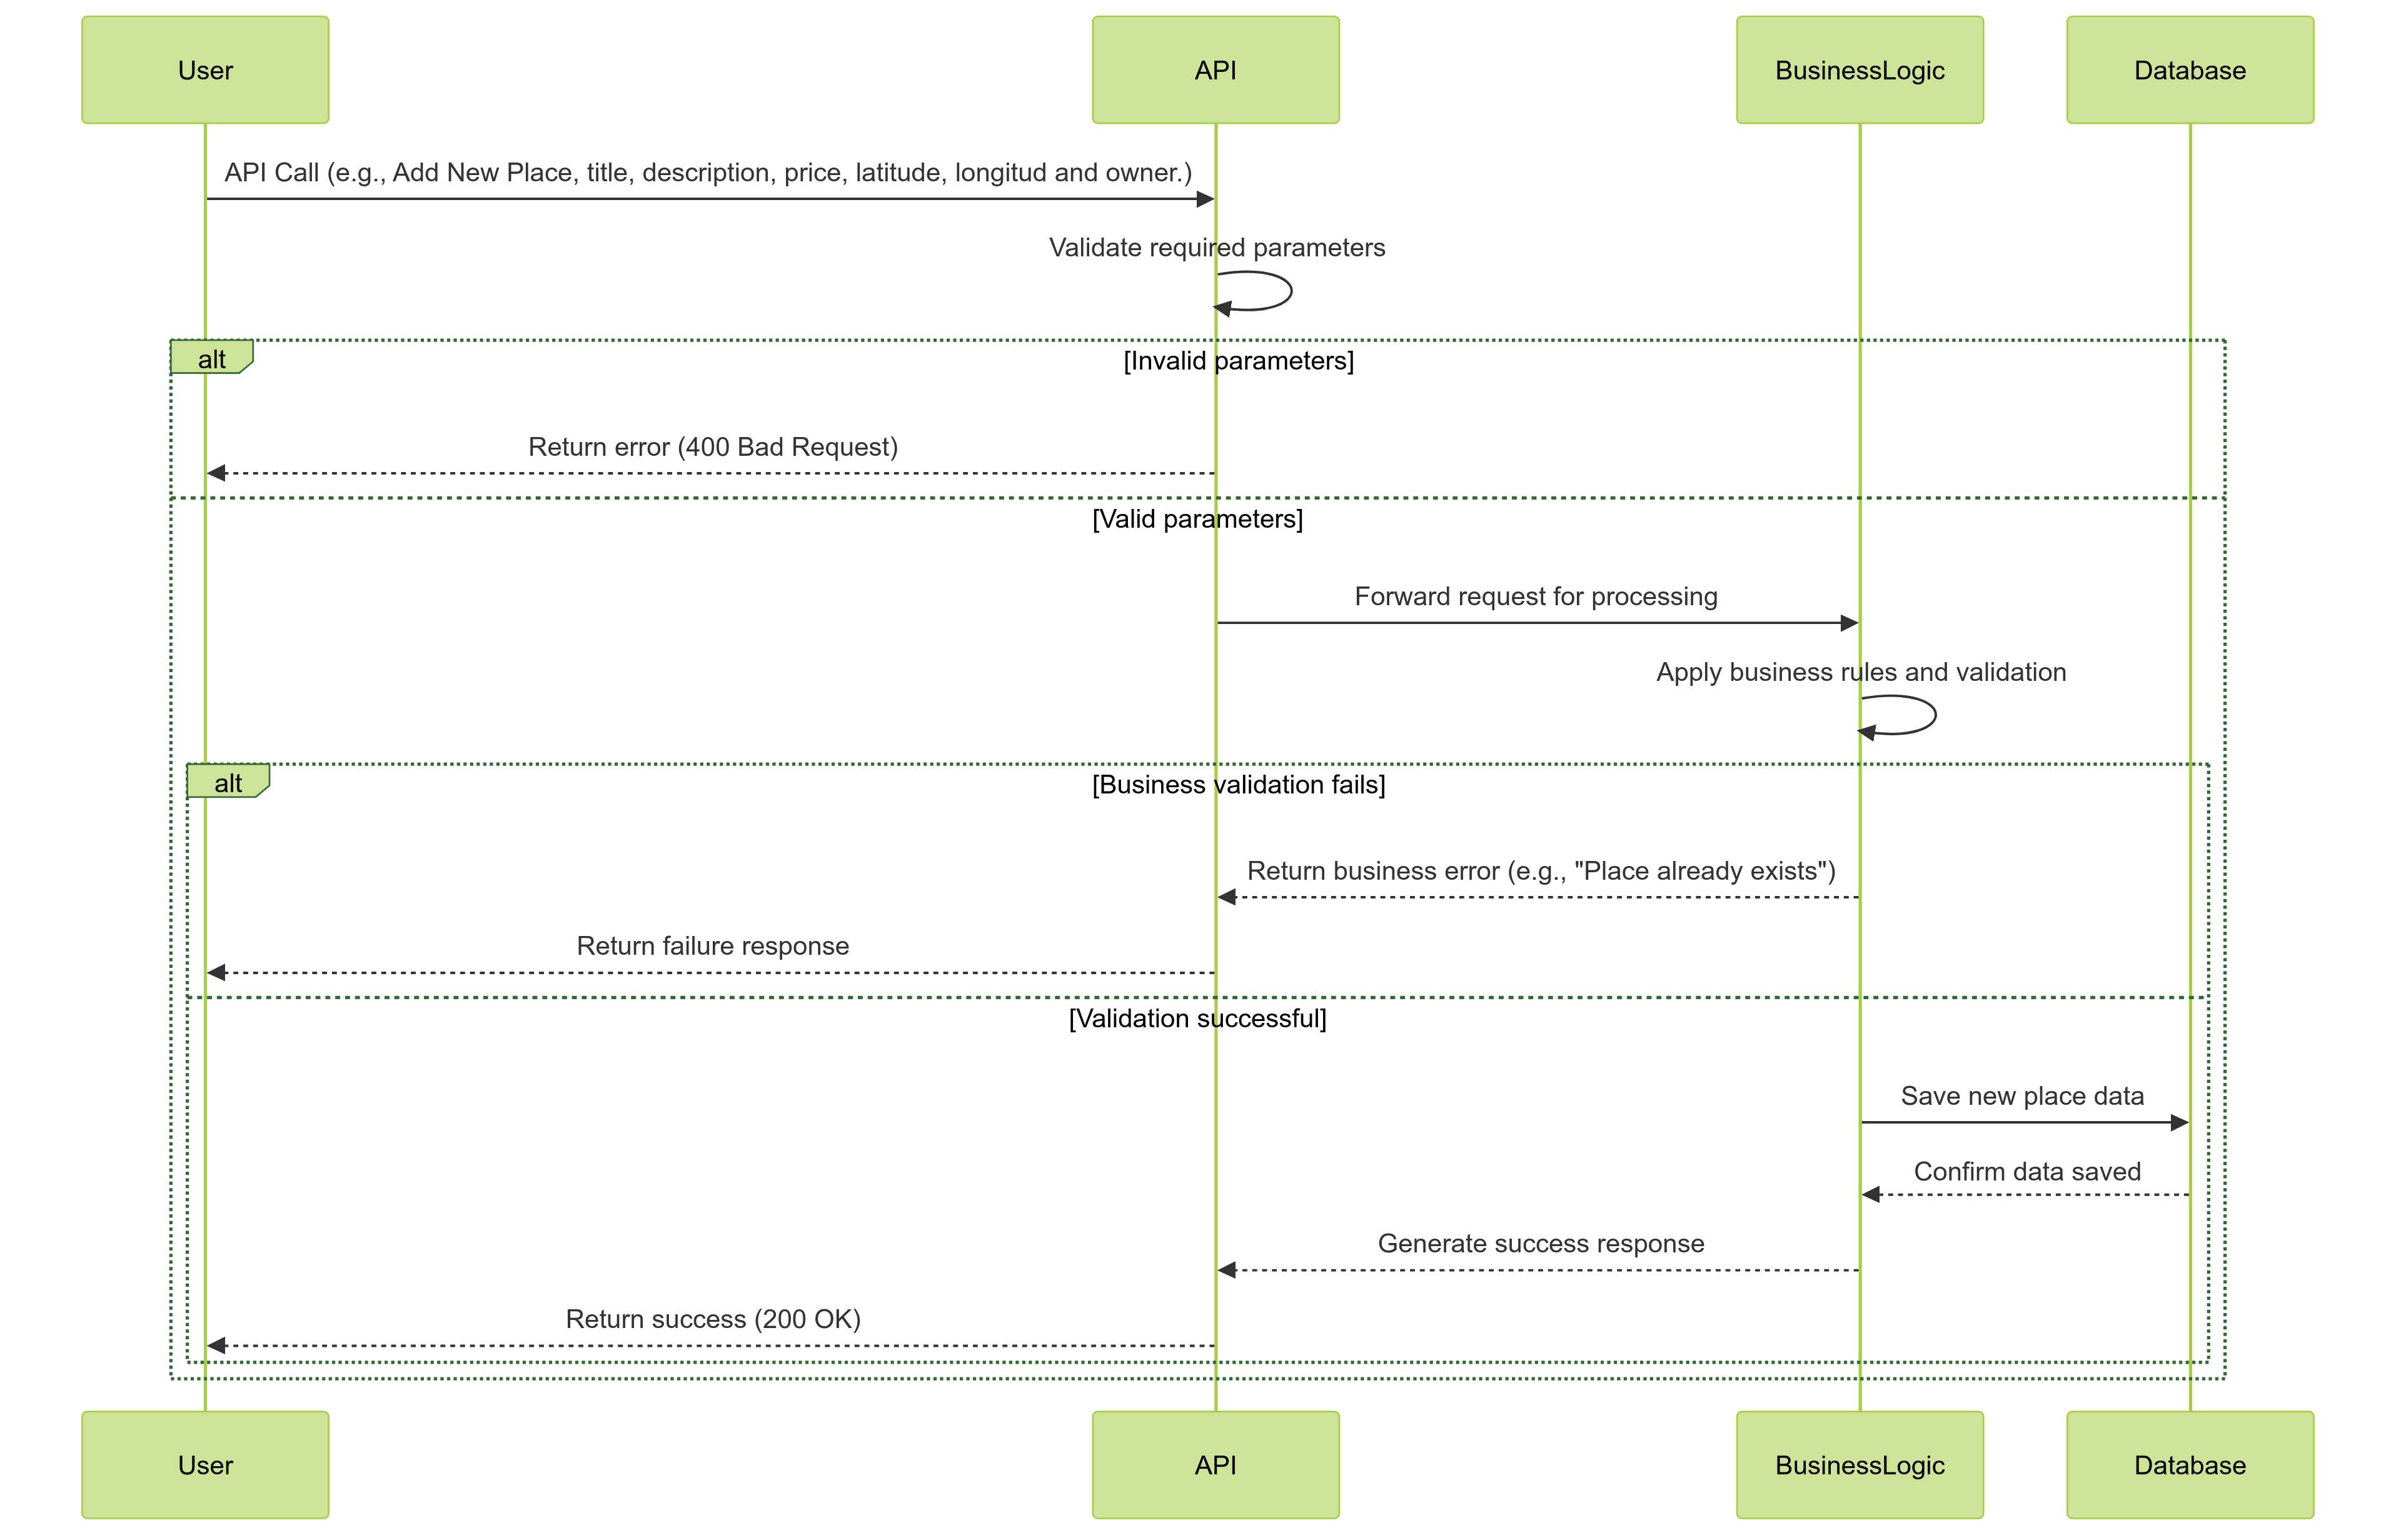 User
API
BusinessLogic
Database
API Call (e.g., Add New Place, title, description, price, latitude, longitud and owner.)
Validate required parameters
alt
[Invalid parameters]
Return error (400 Bad Request)
[Valid parameters]
Forward request for processing
Apply business rules and validation
alt
[Business validation fails]
Return business error (e.g., "Place already exists")
Return failure response
[Validation successful]
Save new place data
Confirm data saved
Generate success response
Return success (200 OK)
User
API
BusinessLogic
Database